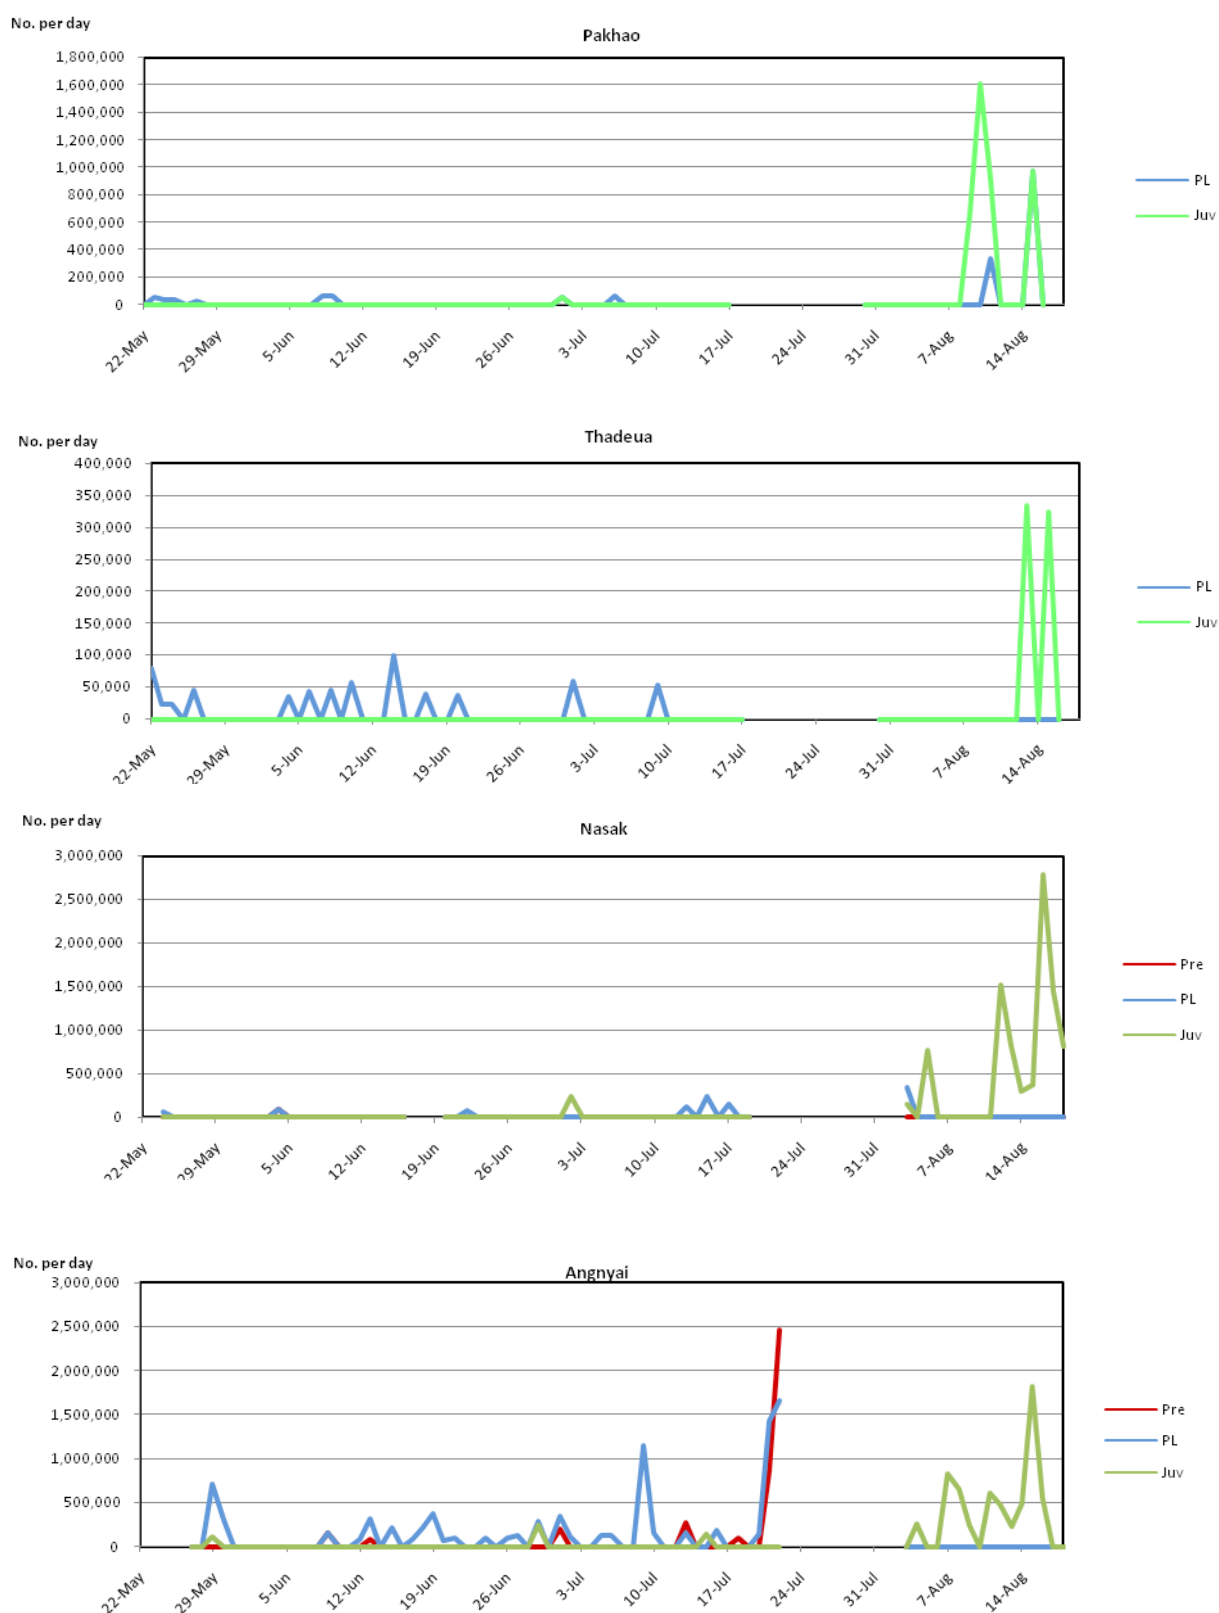 No. per day
Pakhao
1,800,000
1,600,000
1,400,000
1,200,000
1,000,000
800,000
600,000
400,000
200,000
0
22-May
29-May
5-Jun
12-Jun
19-Jun
26-Jun
3-Jul
10-Jul
17-Jul
24-Jul
31-Jul
7-Aug
14-Aug
PL
Juv
No. per day
Thadeua
400,000
350,000
300,000
250,000
200,000
150,000
100,000
50,000
0
22-May
29-May
5-Jun
12-Jun
19-Jun
26-Jun
3-Jul
10-Jul
17-Jul
24-Jul
31-Jul
7-Aug
14-Aug
PL
Juv
No. per day
Nasak
3,000,000
2,500,000
2,000,000
1,500,000
1,000,000
500,000
0
22-May
29-May
5-Jun
12-Jun
19-Jun
26-Jun
3-Jul
10-Jul
17-Jul
24-Jul
31-Jul
7-Aug
14-Aug
Pre
PL
Juv
No. per day
Angnyai
3,000,000
2,500,000
2,000,000
1,500,000
1,000,000
500,000
0
22-May
29-May
5-Jun
12-Jun
19-Jun
26-Jun
3-Jul
10-Jul
17-Jul
24-Jul
31-Jul
7-Aug
14-Aug
Pre
PL
Juv